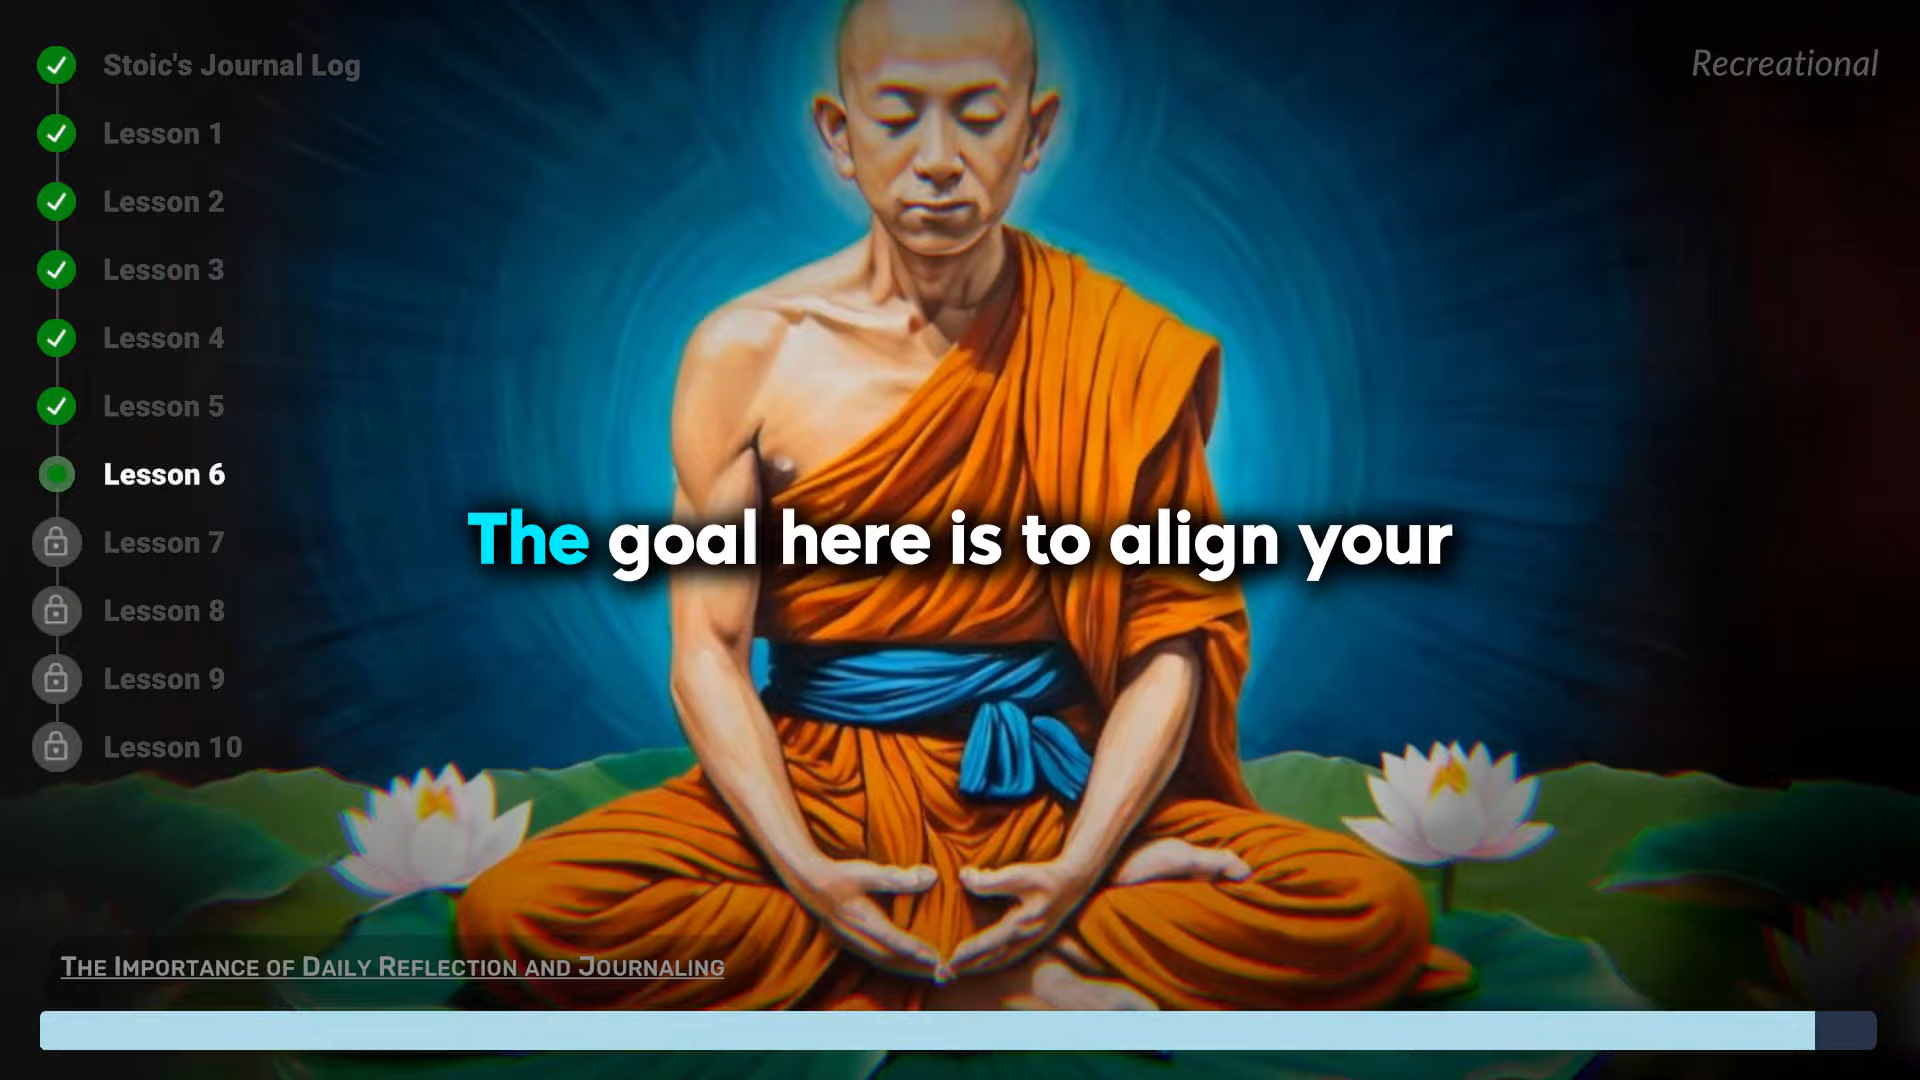 Stoic's Journal Log
Lesson 1
Lesson 2
Lesson 3
Lesson 4
Lesson 5
Lesson 6
Lesson 7
Lesson 8
Lesson 9
Lesson 10
Recreational
The goal here is to align your
The Importance of Daily Reflection and Journaling